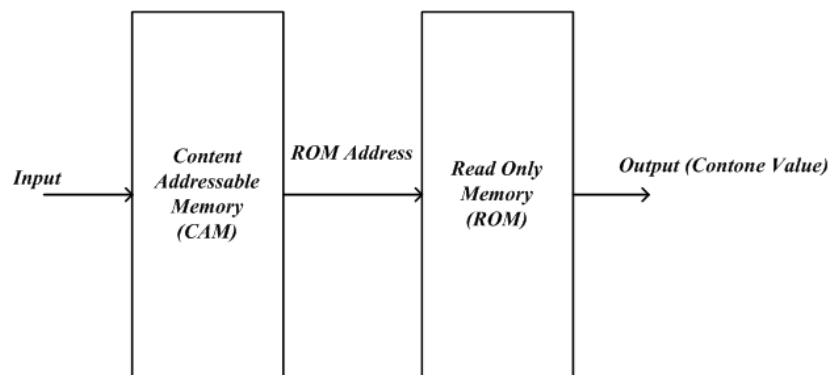 Input
Content
Addressable
Memory
(CAM)
ROM Address
Read Only
Memory
(ROM)
Output (Contone Value)